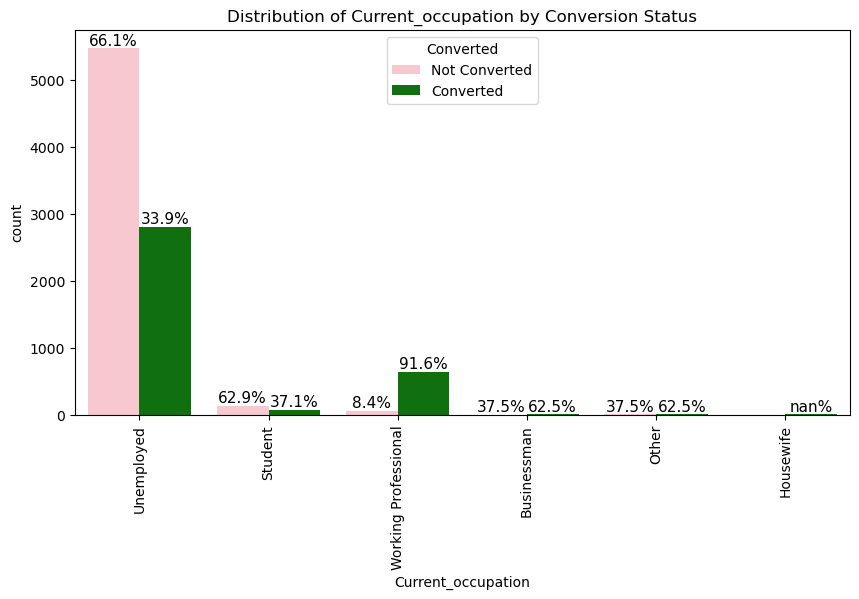 Distribution of Current_occupation by Conversion Status
Converted
Not Converted
Converted
66.1%
33.9%
62.9%
37.1%
8.4%
91.6%
37.5%
62.5%
37.5%
62.5%
nan%
count
5000
4000
3000
2000
1000
0
Unemployed
Student
Working Professional
Businessman
Other
Housewife
Current_occupation